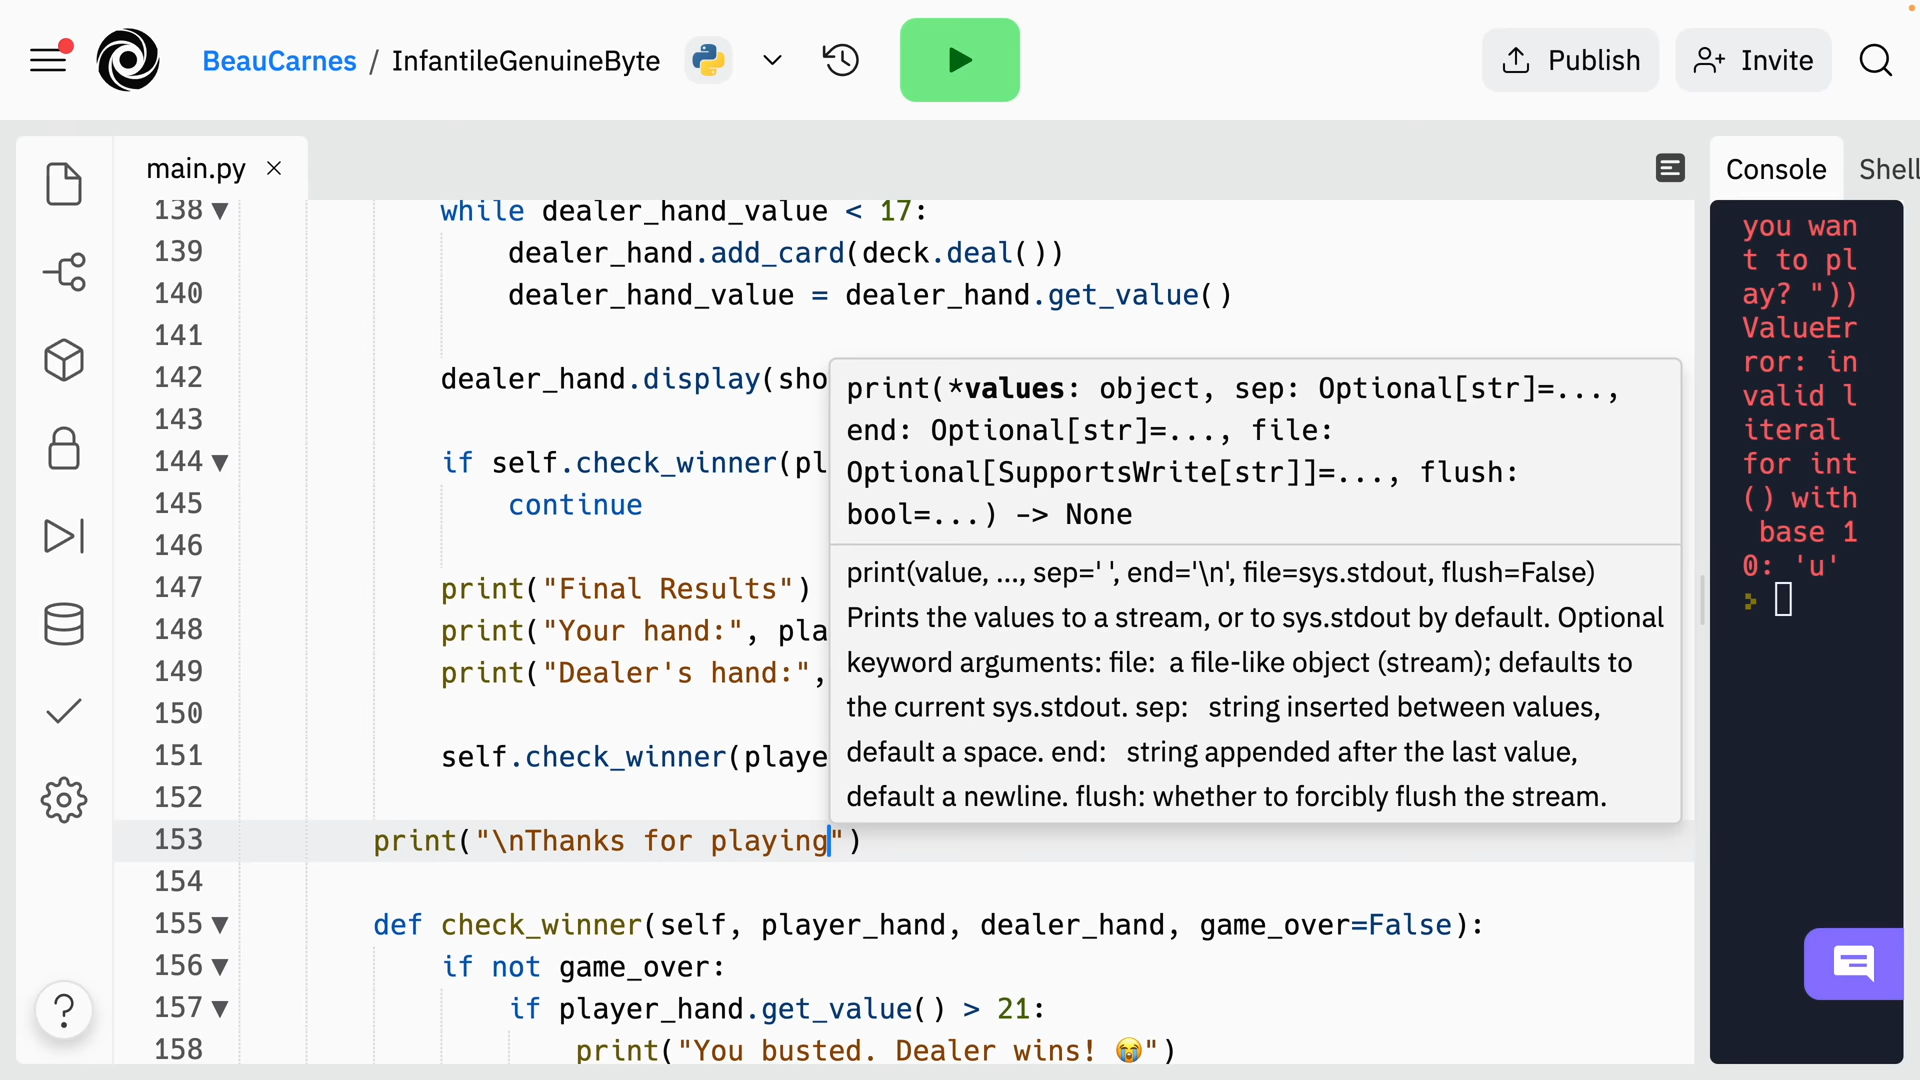 BeauCarnes / InfantileGenuineByte
Publish
Invite
main.py
Console
Shell
138 while dealer_hand_value < 17:
139 dealer_hand.add_card(deck.deal())
140 dealer_hand_value = dealer_hand.get_value()
141
142 dealer_hand.display(sho
143
144 if self.check_winner(pl
145 continue
146
147 print("Final Results")
148 print("Your hand:", pla
149 print("Dealer's hand:",
150
151 self.check_winner(playe
152
153 print("\nThanks for playing")
154
155 def check_winner(self, player_hand, dealer_hand, game_over=False):
156 if not game_over:
157 if player_hand.get_value() > 21:
158 print("You busted. Dealer wins! 😭")
print(*values: object, sep: Optional[str]=...,
end: Optional[str]=..., file:
Optional[SupportsWrite[str]]=..., flush:
bool=...) -> None
print(value, ..., sep=' ', end='\n', file=sys.stdout, flush=False)
Prints the values to a stream, or to sys.stdout by default. Optional
keyword arguments: file: a file-like object (stream); defaults to
the current sys.stdout. sep: string inserted between values,
default a space. end: string appended after the last value,
default a newline. flush: whether to forcibly flush the stream.
you wan
t to pl
ay? "))
ValueEr
ror: in
valid l
iteral
for int
() with
base 1
0: 'u'
?